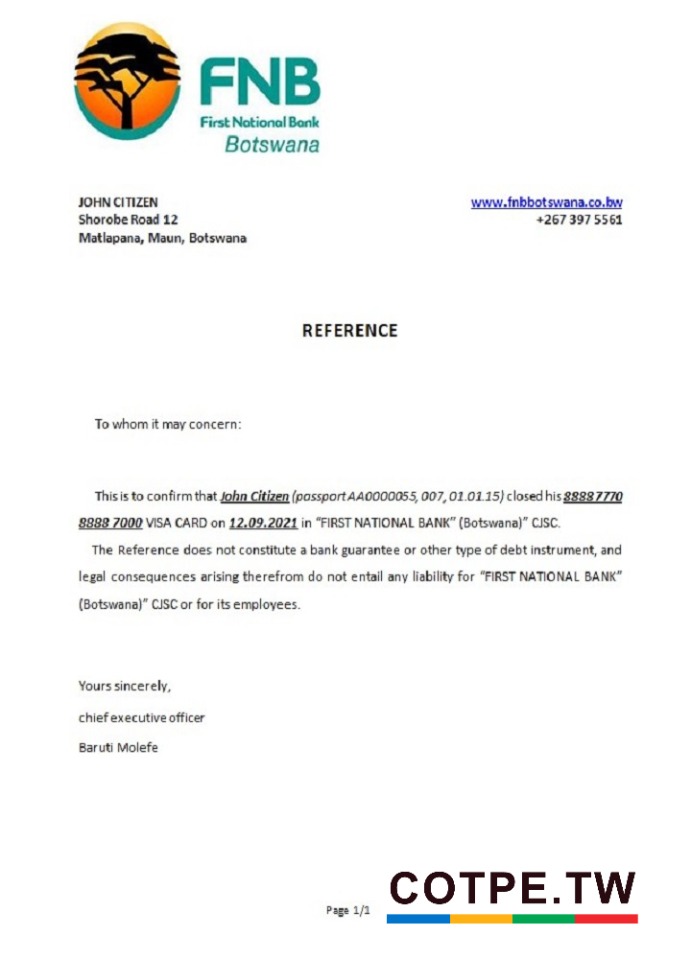 FNB
First National Bank
Botswana
JOHN CITIZEN
Shorobe Road 12
Matlapana, Maun, Botswana
www.fnbbotswana.co.bw
+267 397 5561
REFERENCE
To whom it may concern:
This is to confirm that John Citizen (passport AA0000055, 007, 01.01.15) closed his 8888 7770
8888 7000 VISA CARD on 12.09.2021 in “FIRST NATIONAL BANK” (Botswana)” CJSC.
The Reference does not constitute a bank guarantee or other type of debt instrument, and
legal consequences arising therefrom do not entail any liability for “FIRST NATIONAL BANK”
(Botswana)” CJSC or for its employees.
Yours sincerely,
chief executive officer
Baruti Molefe
Page 1/1
COTPE.TW